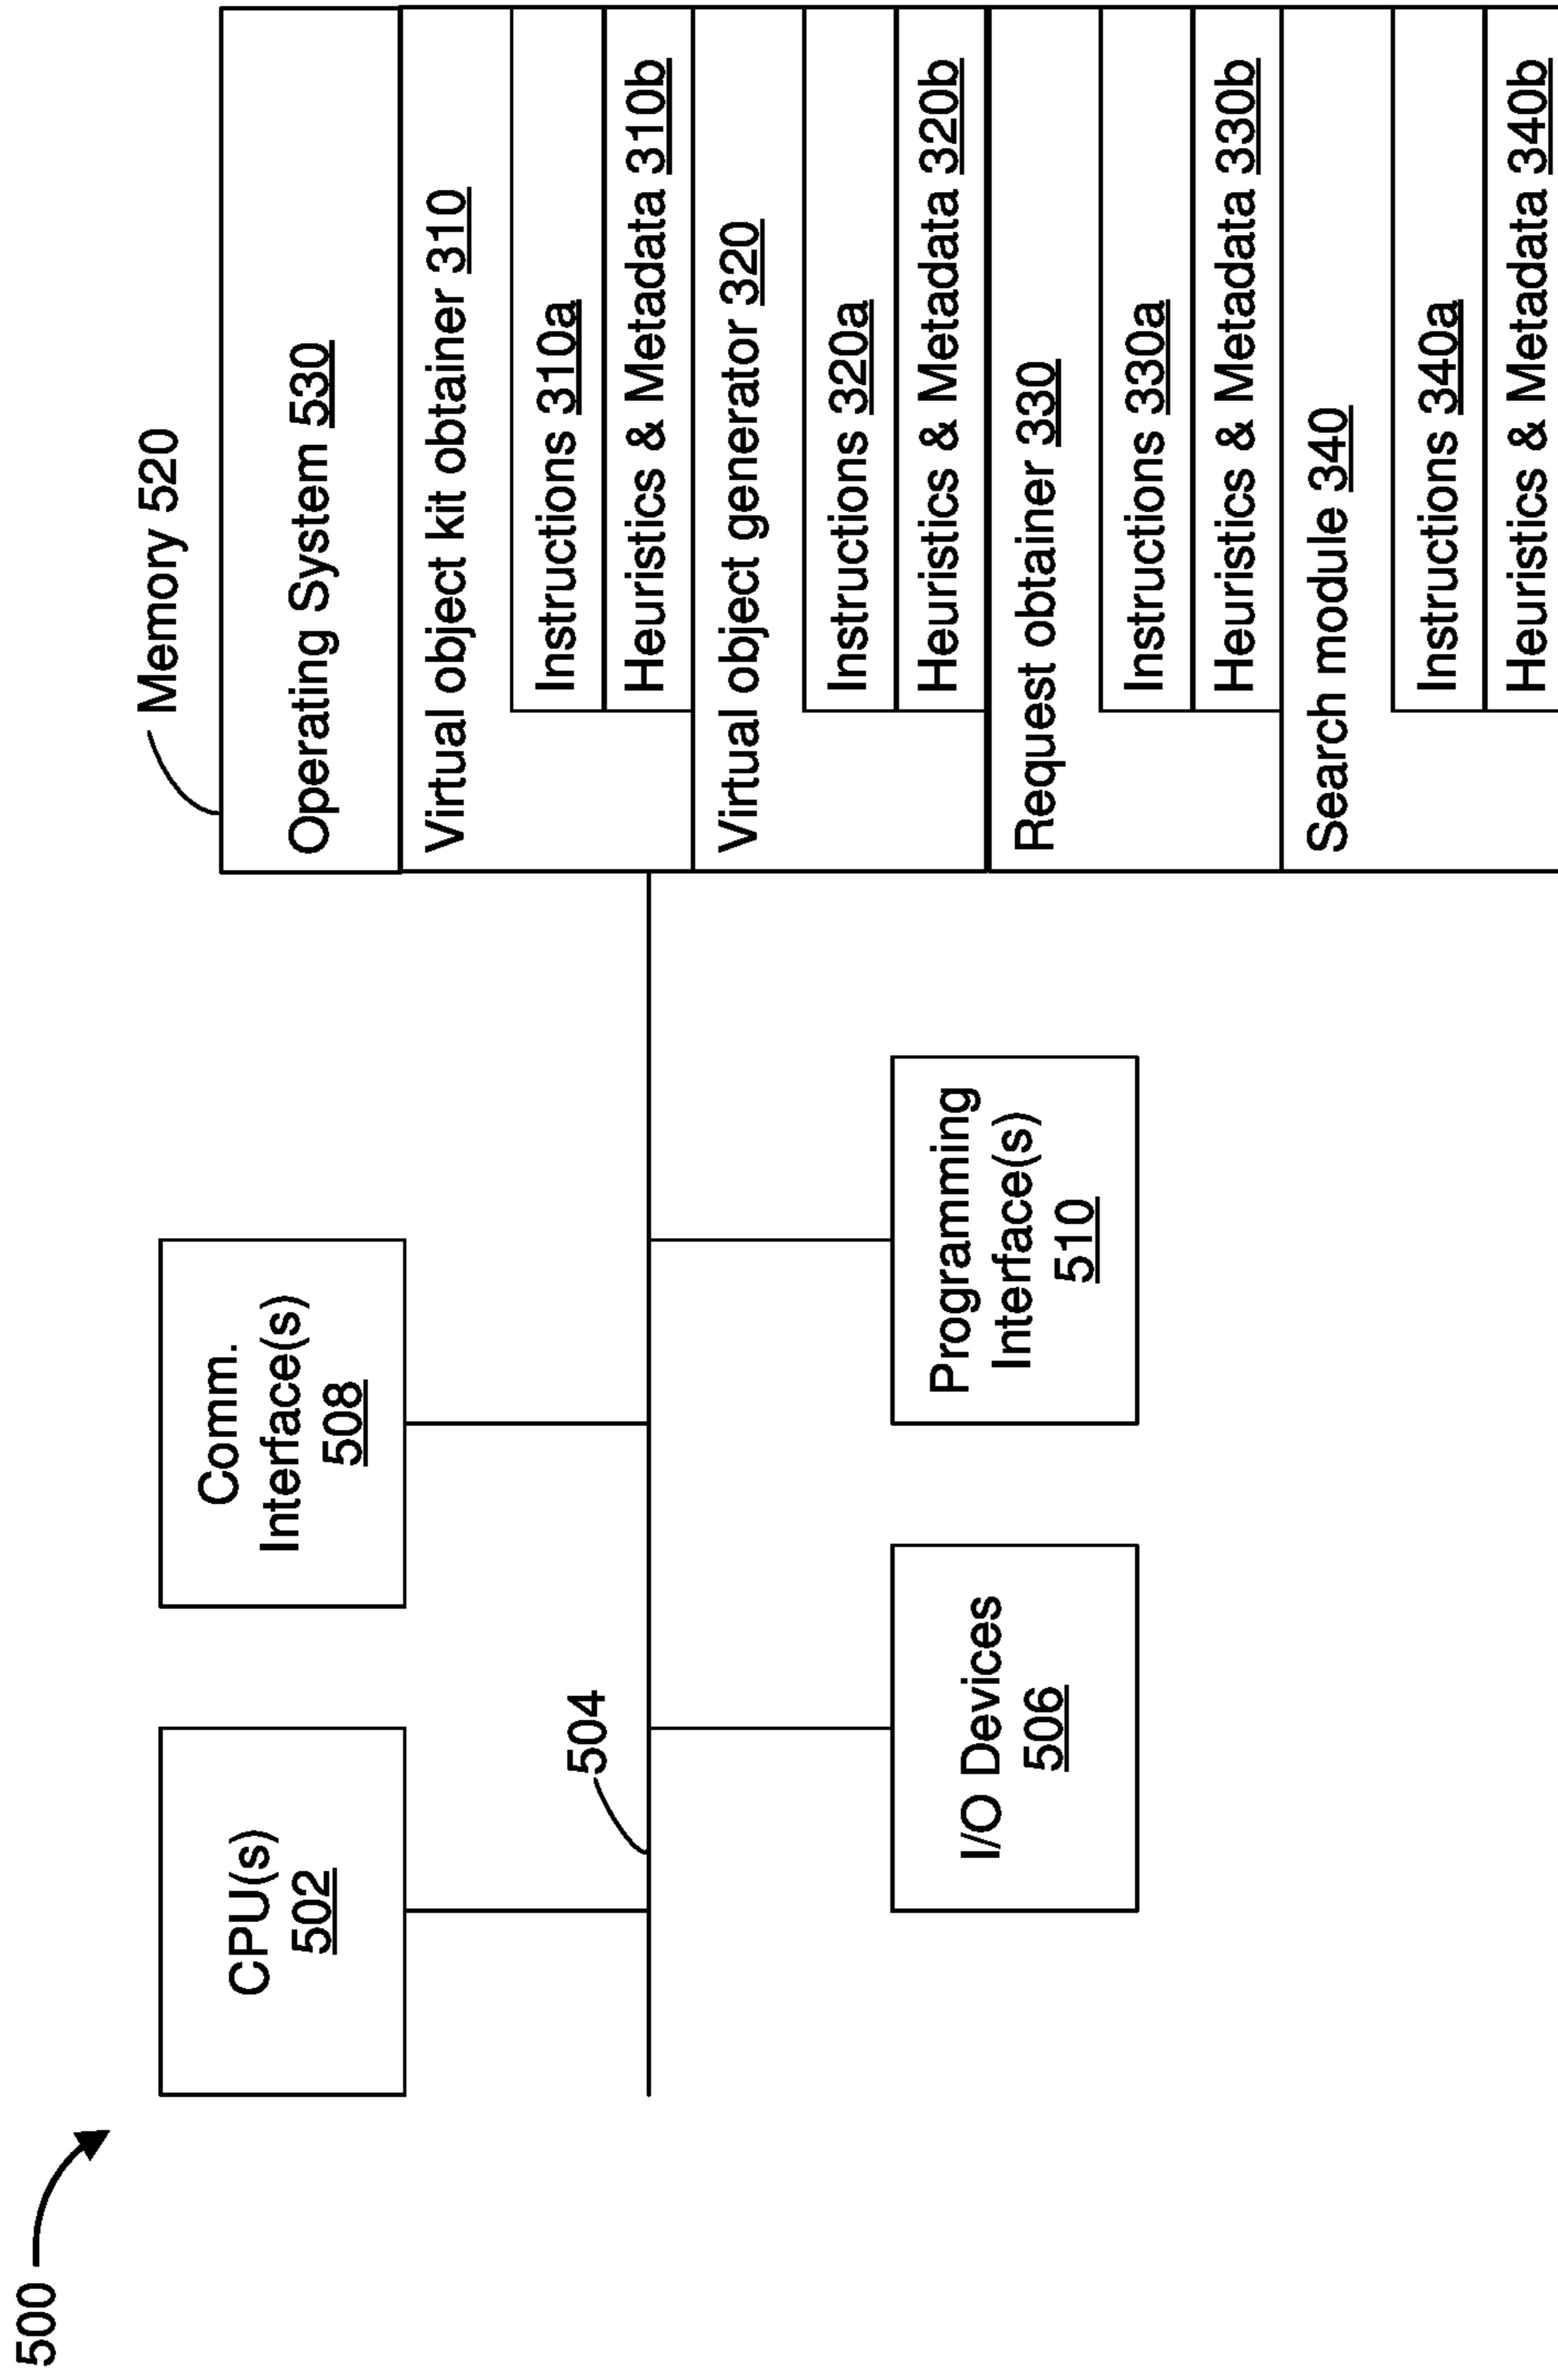 500
CPU(s)
502
Comm.
Interface(s)
508
504
I/O Devices
506
Programming
Interface(s)
510
Memory 520
Operating System 530
Virtual object kit obtainer 310
Instructions 310a
Heuristics & Metadata 310b
Virtual object generator 320
Instructions 320a
Heuristics & Metadata 320b
Request obtainer 330
Instructions 330a
Heuristics & Metadata 330b
Search module 340
Instructions 340a
Heuristics & Metadata 340b